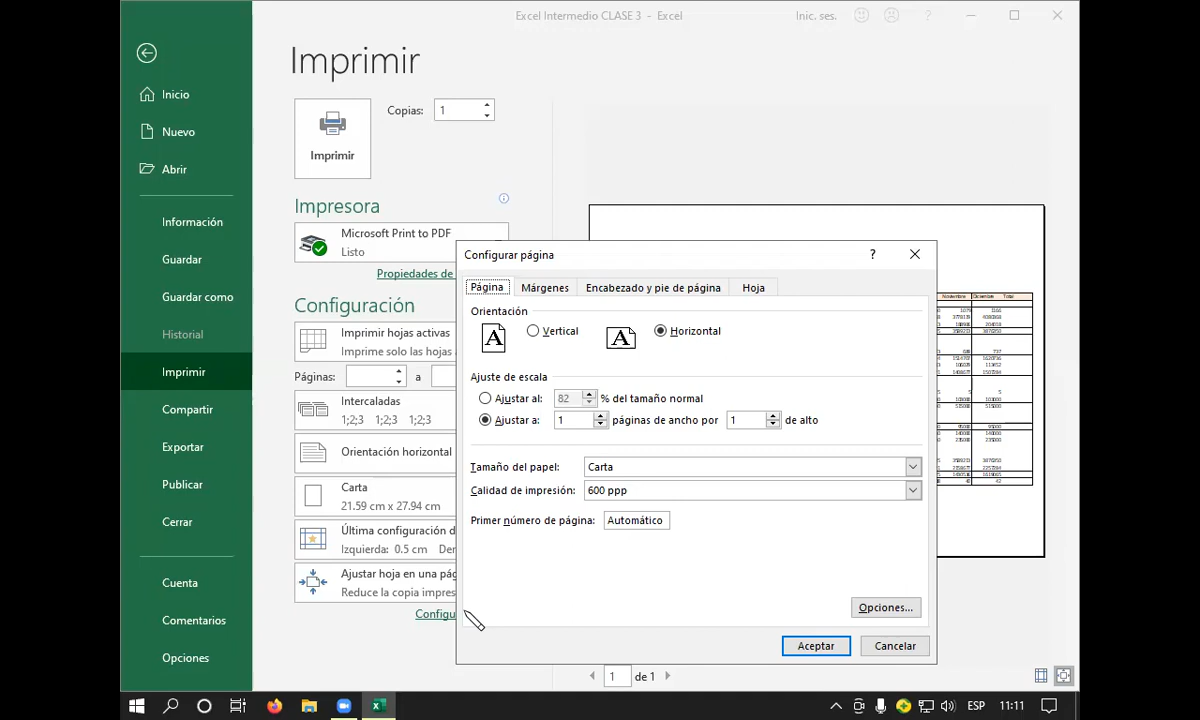 Excel Intermedio CLASE 3 - Excel
Inic. ses.
Imprimir
Inicio
Nuevo
Abrir
Información
Guardar
Guardar como
Historial
Imprimir
Compartir
Exportar
Publicar
Cerrar
Cuenta
Comentarios
Opciones
Imprimir
Copias: 1
Impresora
Microsoft Print to PDF
Listo
Propiedades de
Configuración
Imprimir hojas activas
Imprime solo las hojas
Páginas: a
Intercaladas
1;2;3 1;2;3 1;2;3
Orientación horizontal
Carta
21.59 cm x 27.94 cm
Última configuración d
Izquierda: 0.5 cm Der
Ajustar hoja en una pág
Reduce la copia impres
Configu
Configurar página
? 
Página
Márgenes
Encabezado y pie de página
Hoja
Orientación
A Vertical
A Horizontal
Ajuste de escala
Ajustar al: 82 % del tamaño normal
Ajustar a: 1 páginas de ancho por 1 de alto
Tamaño del papel: Carta
Calidad de impresión: 600 ppp
Primer número de página: Automático
Opciones...
Aceptar
Cancelar
Noviembre Diciembre Total
1 de 1
ESP
11:11